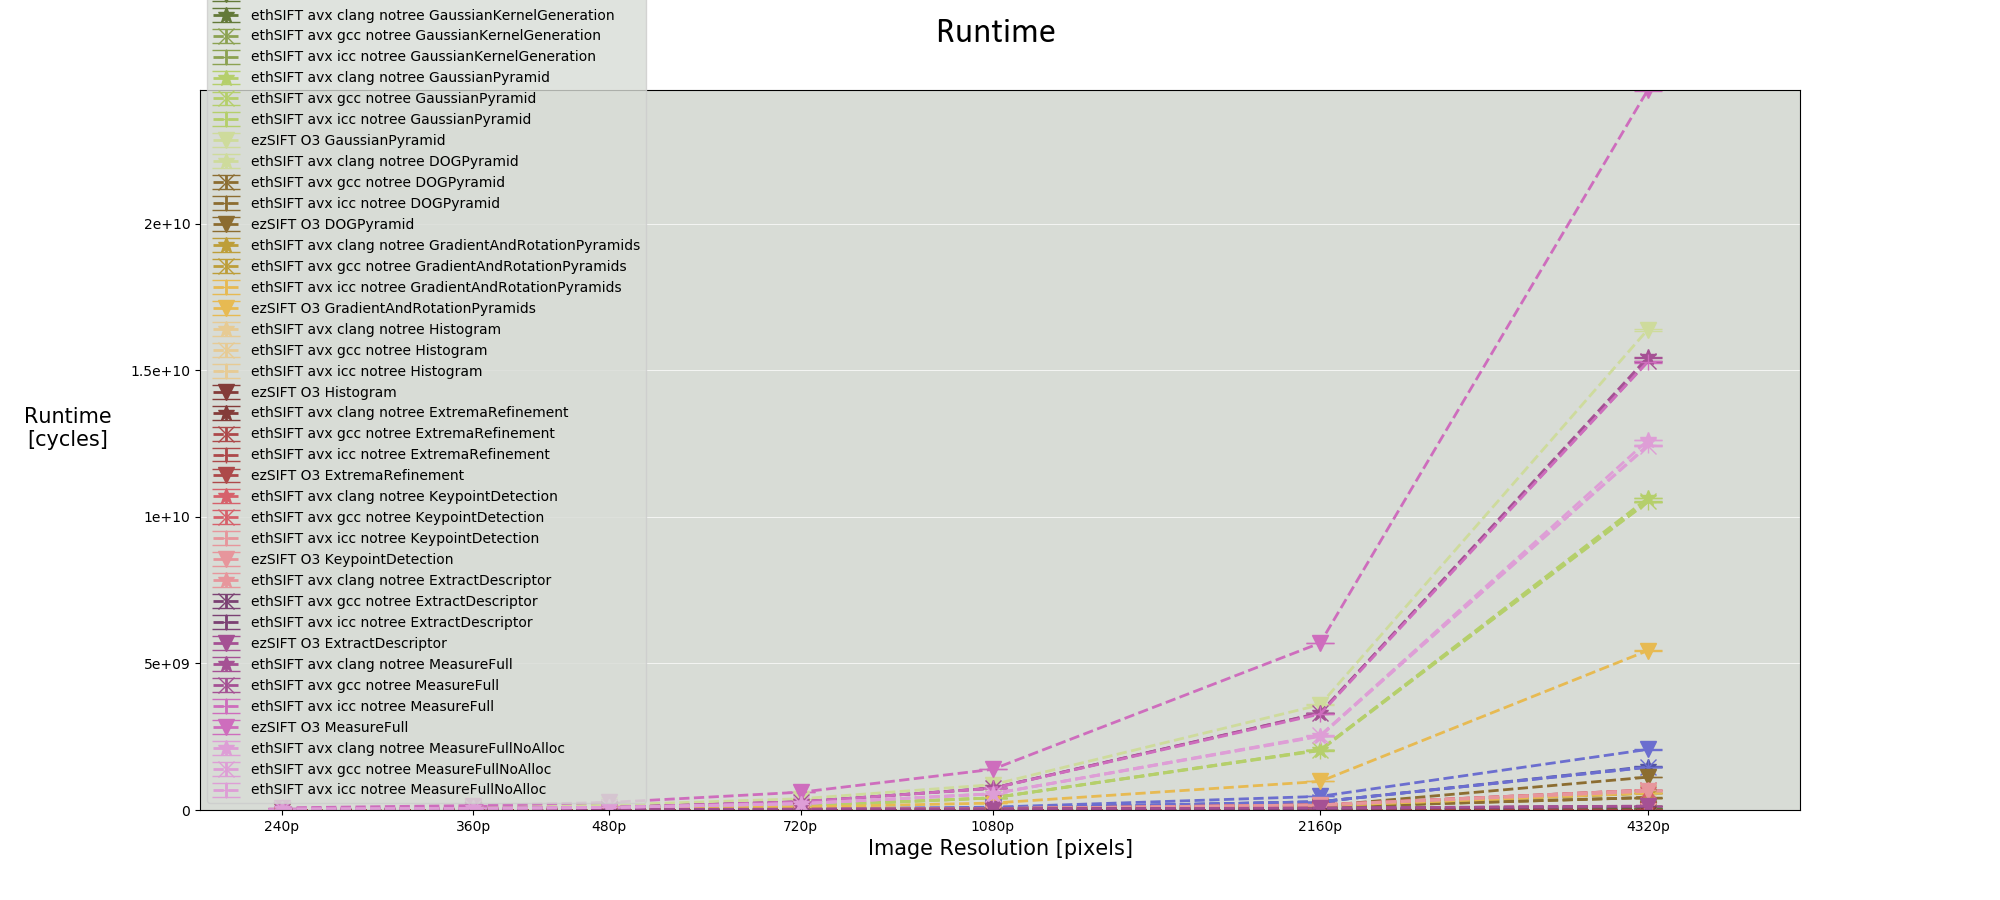 Runtime
ethSIFT avx clang notree GaussianKernelGeneration
ethSIFT avx gcc notree GaussianKernelGeneration
ethSIFT avx icc notree GaussianKernelGeneration
ethSIFT avx clang notree GaussianPyramid
ethSIFT avx gcc notree GaussianPyramid
ethSIFT avx icc notree GaussianPyramid
ezSIFT O3 GaussianPyramid
ethSIFT avx clang notree DOGPyramid
ethSIFT avx gcc notree DOGPyramid
ethSIFT avx icc notree DOGPyramid
ezSIFT O3 DOGPyramid
ethSIFT avx clang notree GradientAndRotationPyramids
ethSIFT avx gcc notree GradientAndRotationPyramids
ethSIFT avx icc notree GradientAndRotationPyramids
ezSIFT O3 GradientAndRotationPyramids
ethSIFT avx clang notree Histogram
ethSIFT avx gcc notree Histogram
ethSIFT avx icc notree Histogram
ezSIFT O3 Histogram
ethSIFT avx clang notree ExtremaRefinement
ethSIFT avx gcc notree ExtremaRefinement
ethSIFT avx icc notree ExtremaRefinement
ezSIFT O3 ExtremaRefinement
ethSIFT avx clang notree KeypointDetection
ethSIFT avx gcc notree KeypointDetection
ethSIFT avx icc notree KeypointDetection
ezSIFT O3 KeypointDetection
ethSIFT avx clang notree ExtractDescriptor
ethSIFT avx gcc notree ExtractDescriptor
ethSIFT avx icc notree ExtractDescriptor
ezSIFT O3 ExtractDescriptor
ethSIFT avx clang notree MeasureFull
ethSIFT avx gcc notree MeasureFull
ethSIFT avx icc notree MeasureFull
ezSIFT O3 MeasureFull
ethSIFT avx clang notree MeasureFullNoAlloc
ethSIFT avx gcc notree MeasureFullNoAlloc
ethSIFT avx icc notree MeasureFullNoAlloc
2e+10
1.5e+10
1e+10
5e+09
0
Runtime
[cycles]
240p 360p 480p 720p 1080p 2160p 4320p
Image Resolution [pixels]